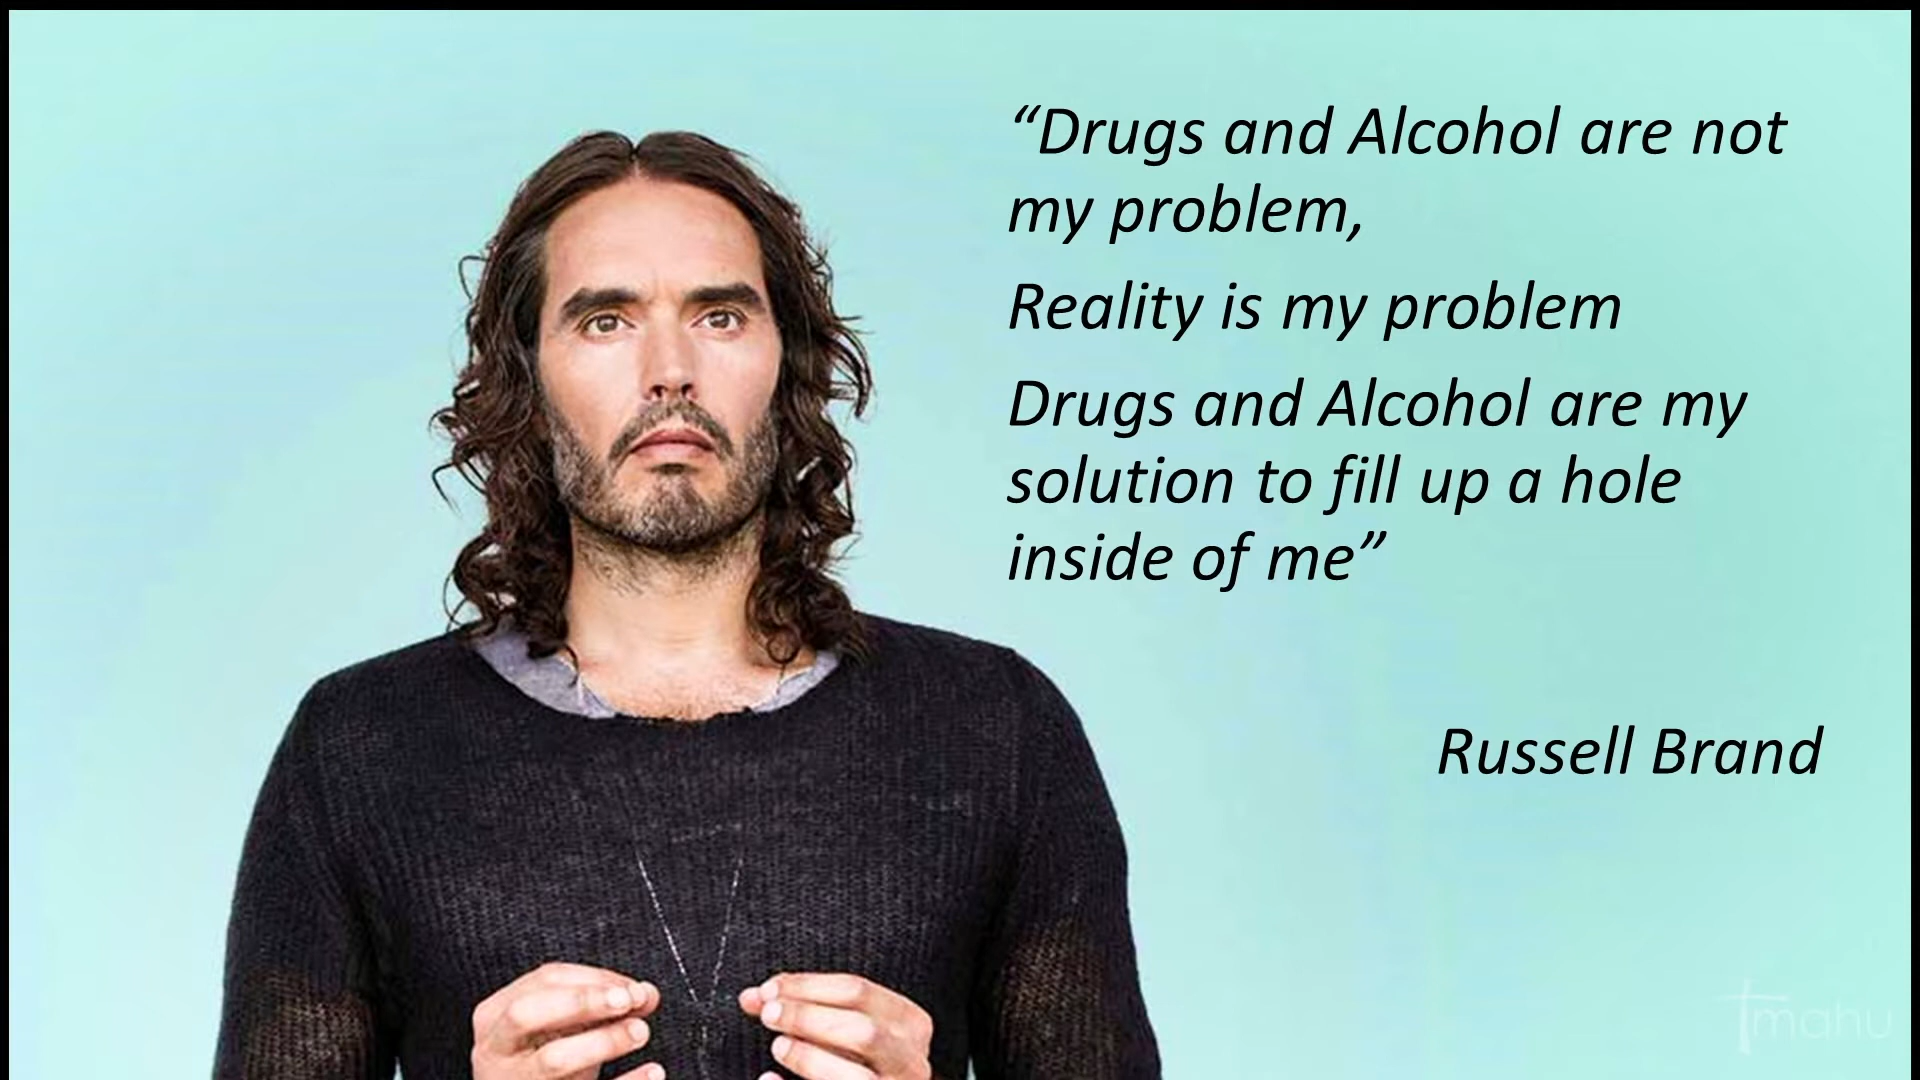 “Drugs and Alcohol are not
my problem,
Reality is my problem
Drugs and Alcohol are my
solution to fill up a hole
inside of me”
Russell Brand
mahu